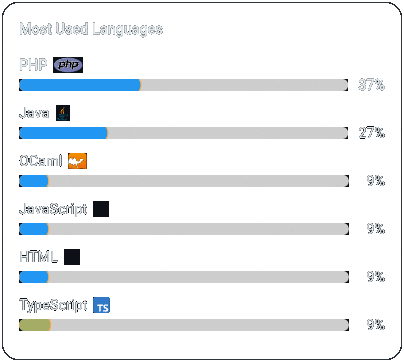 Most Used Languages
PHP php
37%
Java
27%
OCaml
9%
JavaScript
9%
HTML
9%
TypeScript TS
9%